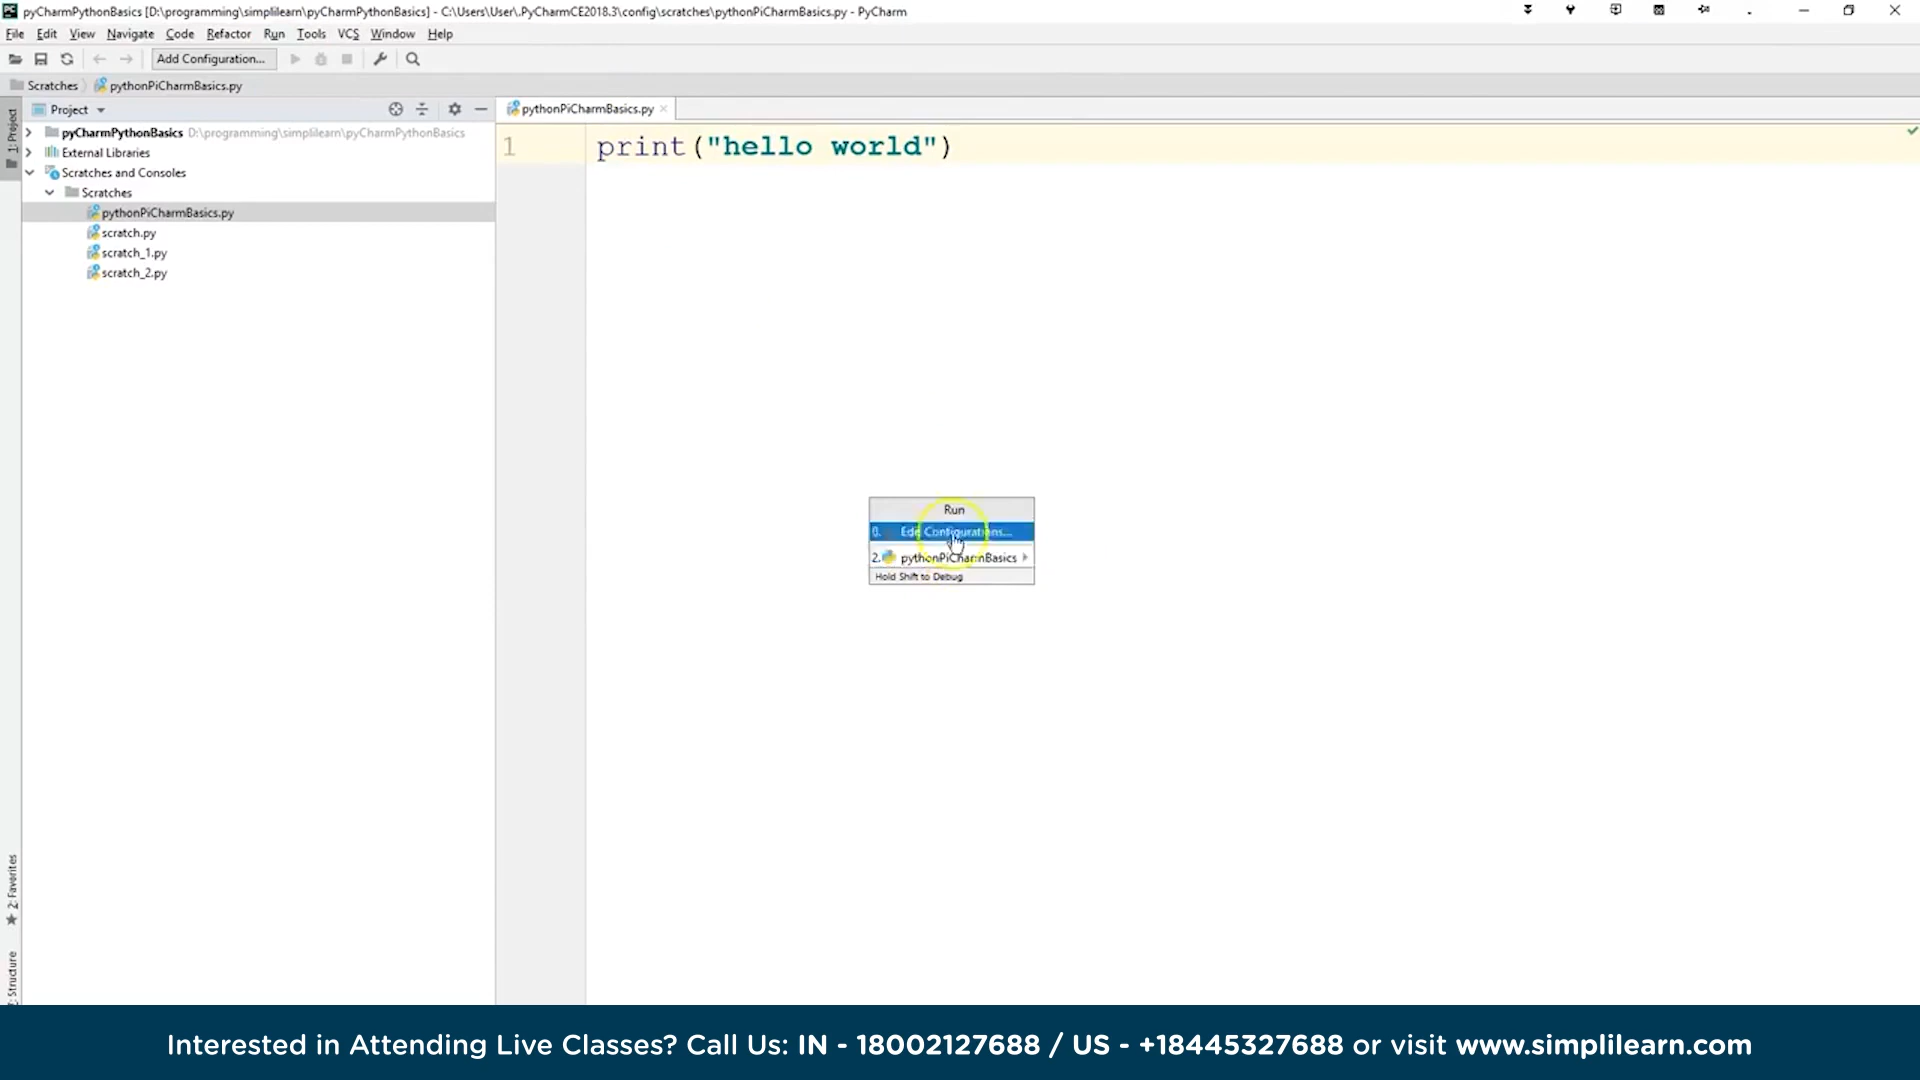 pyCharmPythonBasics [D:\programming\simplilearn\pyCharmPythonBasics] - C:\Users\User\.PyCharmCE2018.3\config\scratches\pythonPiCharmBasics.py - PyCharm
File Edit View Navigate Code Refactor Run Tools VCS Window Help
Add Configuration...
Scratches pythonPiCharmBasics.py
1: Project
Project
pythonPiCharmBasics.py
pyCharmPythonBasics D:\programming\simplilearn\pyCharmPythonBasics
External Libraries
Scratches and Consoles
Scratches
pythonPiCharmBasics.py
scratch.py
scratch_1.py
scratch_2.py
1 print("hello world")
Run
0. Edit Configurations...
2. pythonPiCharmBasics
Hold Shift to Debug
2: Favorites
Structure
Interested in Attending Live Classes? Call Us: IN - 18002127688 / US - +18445327688 or visit www.simplilearn.com